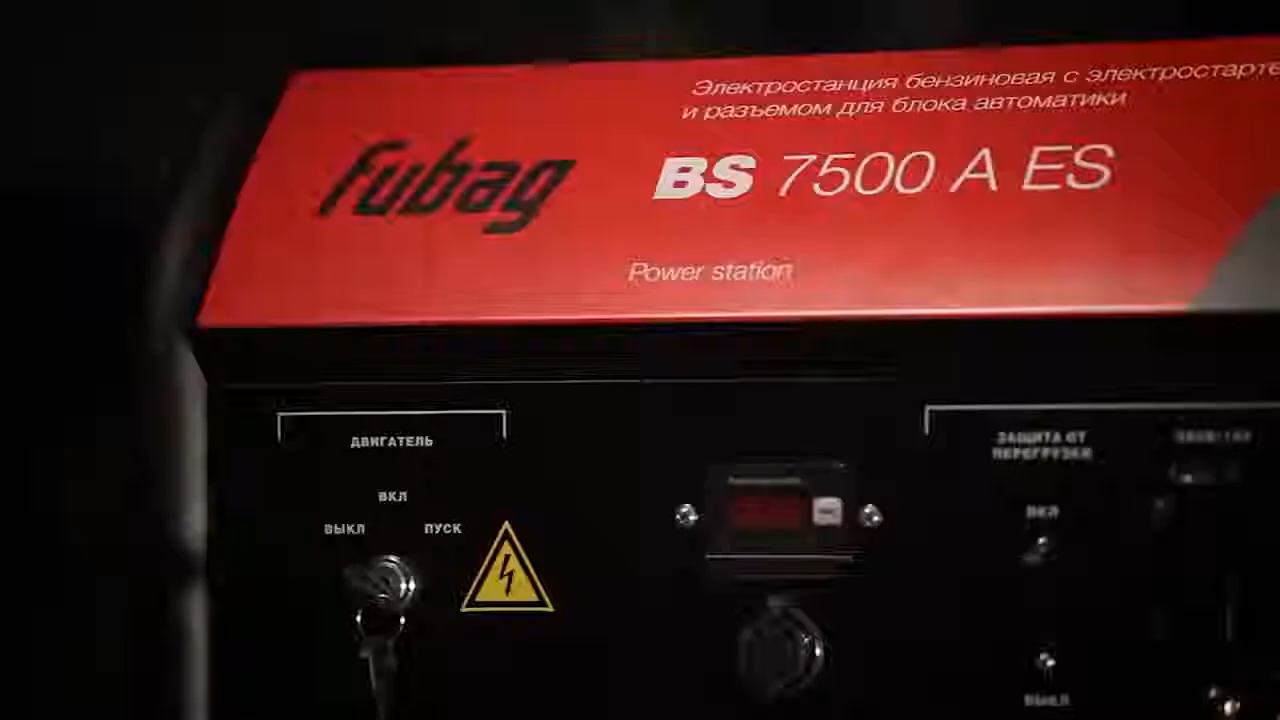 Электростанция бензиновая с электростарте
и разъемом для блока автоматики
Fubag
BS 7500 A ES
Power station
ДВИГАТЕЛЬ
ВКЛ
ВЫКЛ
ПУСК
ЗАЩИТА ОТ
ПЕРЕГРУЗКИ
ВКЛ
ВЫКЛ